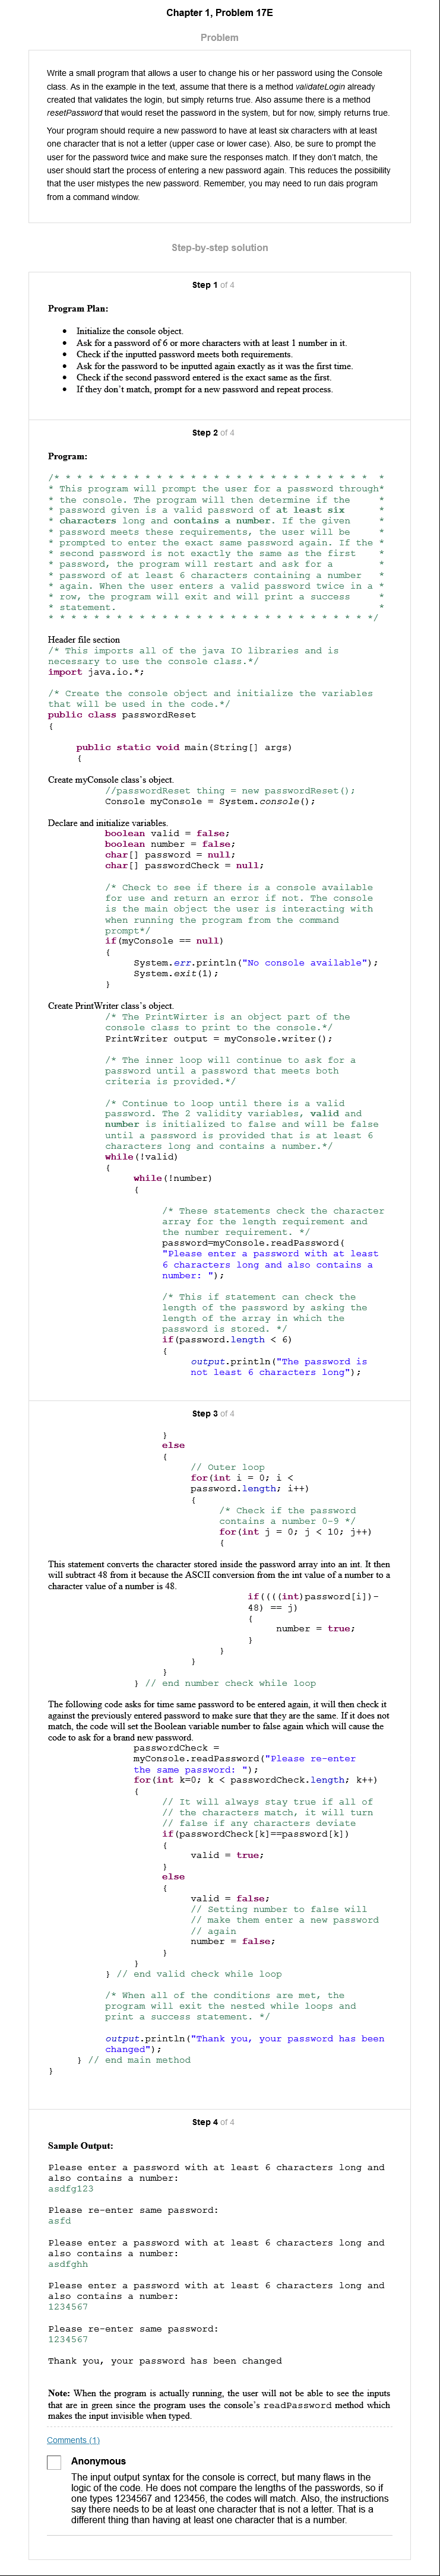 Chapter 1, Problem 17E
Problem
Write a small program that allows a user to change his or her password using the Console
class. As in the example in the text, assume that there is a method validateLogin already
created that validates the login, but simply returns true. Also assume there is a method
resetPassword that would reset the password in the system, but for now, simply returns true.
Your program should require a new password to have at least six characters with at least
one character that is not a letter (upper case or lower case). Also, be sure to prompt the
user for the password twice and make sure the responses match. If they don't match, the
user should start the process of entering a new password again. This reduces the possibility
that the user mistypes the new password. Remember, you may need to run dais program
from a command window.
Step-by-step solution
Step 1 of 4
Program Plan:
• Initialize the console object.
• Ask for a password of 6 or more characters with at least 1 number in it.
• Check if the inputted password meets both requirements.
• Ask for the password to be inputted again exactly as it was the first time.
• Check if the second password entered is the exact same as the first.
• If they don't match, prompt for a new password and repeat process.
Step 2 of 4
Program:
/* * * * * * * * * * * * * * * * * * * * * * * * * * * * * *
* This program will prompt the user for a password through*
* the console. The program will then determine if the *
* password given is a valid password of at least six *
* characters long and contains a number. If the given *
* password meets these requirements, the user will be *
* prompted to enter the exact same password again. If the *
* second password is not exactly the same as the first *
* password, the program will restart and ask for a *
* password of at least 6 characters containing a number *
* again. When the user enters a valid password twice in a *
* row, the program will exit and will print a success *
* statement. *
* * * * * * * * * * * * * * * * * * * * * * * * * * * * */
Header file section
/* This imports all of the java IO libraries and is
necessary to use the console class.*/
import java.io.*;
/* Create the console object and initialize the variables
that will be used in the code.*/
public class passwordReset
{
public static void main(String[] args)
{
Create myConsole class's object.
//passwordReset thing = new passwordReset();
Console myConsole = System.console();
Declare and initialize variables.
boolean valid = false;
boolean number = false;
char[] password = null;
char[] passwordCheck = null;
/* Check to see if there is a console available
for use and return an error if not. The console
is the main object the user is interacting with
when running the program from the command
prompt*/
if(myConsole == null)
{
System.err.println("No console available");
System.exit(1);
}
Create PrintWriter class's object.
/* The PrintWirter is an object part of the
console class to print to the console.*/
PrintWriter output = myConsole.writer();
/* The inner loop will continue to ask for a
password until a password that meets both
criteria is provided.*/
/* Continue to loop until there is a valid
password. The 2 validity variables, valid and
number is initialized to false and will be false
until a password is provided that is at least 6
characters long and contains a number.*/
while(!valid)
{
while(!number)
{
/* These statements check the character
array for the length requirement and
the number requirement. */
password=myConsole.readPassword(
"Please enter a password with at least
6 characters long and also contains a
number: ");
/* This if statement can check the
length of the password by asking the
length of the array in which the
password is stored. */
if(password.length < 6)
{
output.println("The password is
not least 6 characters long");
Step 3 of 4
}
else
{
// Outer loop
for(int i = 0; i <
password.length; i++)
{
/* Check if the password
contains a number 0-9 */
for(int j = 0; j < 10; j++)
{
This statement converts the character stored inside the password array into an int. It then
will subtract 48 from it because the ASCII conversion from the int value of a number to a
character value of a number is 48.
if((((int)password[i])-
48) == j)
{
number = true;
}
}
}
}
} // end number check while loop
The following code asks for time same password to be entered again, it will then check it
against the previously entered password to make sure that they are the same. If it does not
match, the code will set the Boolean variable number to false again which will cause the
code to ask for a brand new password.
passwordCheck =
myConsole.readPassword("Please re-enter
the same password: ");
for(int k=0; k < passwordCheck.length; k++)
{
// It will always stay true if all of
// the characters match, it will turn
// false if any characters deviate
if(passwordCheck[k]==password[k])
{
valid = true;
}
else
{
valid = false;
// Setting number to false will
// make them enter a new password
// again
number = false;
}
}
} // end valid check while loop
/* When all of the conditions are met, the
program will exit the nested while loops and
print a success statement. */
output.println("Thank you, your password has been
changed");
} // end main method
}
Step 4 of 4
Sample Output:
Please enter a password with at least 6 characters long and
also contains a number:
asdfg123
Please re-enter same password:
asfd
Please enter a password with at least 6 characters long and
also contains a number:
asdfghh
Please enter a password with at least 6 characters long and
also contains a number:
1234567
Please re-enter same password:
1234567
Thank you, your password has been changed
Note: When the program is actually running, the user will not be able to see the inputs
that are in green since the program uses the console's readPassword method which
makes the input invisible when typed.
Comments (1)
Anonymous
The input output syntax for the console is correct, but many flaws in the
logic of the code. He does not compare the lengths of the passwords, so if
one types 1234567 and 123456, the codes will match. Also, the instructions
say there needs to be at least one character that is not a letter. That is a
different thing than having at least one character that is a number.